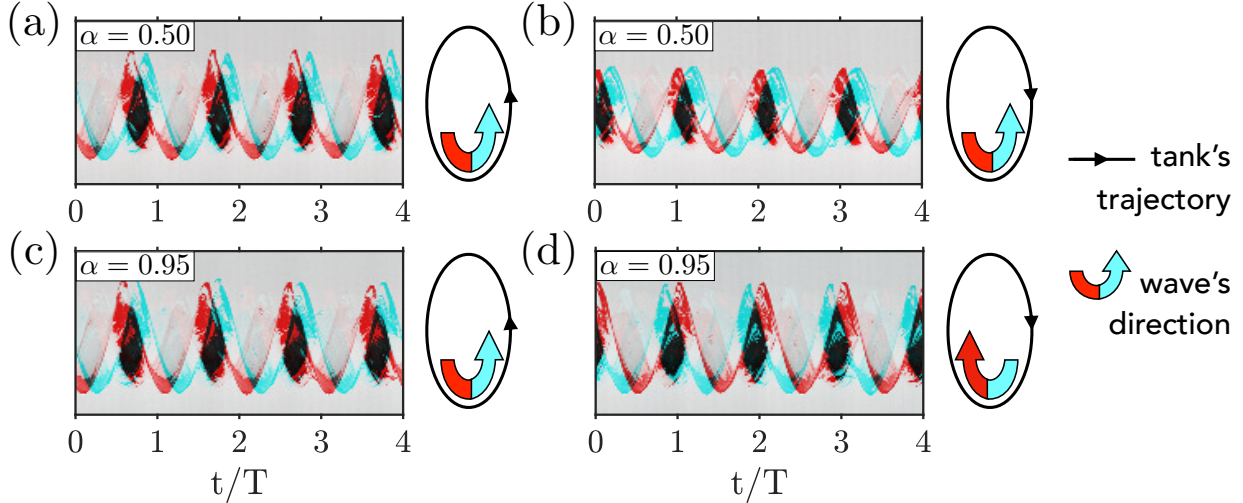 (a)
α = 0.50
0 1 2 3 4
(b)
α = 0.50
0 1 2 3 4
(c)
α = 0.95
0 1 2 3 4
t/T
(d)
α = 0.95
0 1 2 3 4
t/T
tank's
trajectory
wave's
direction